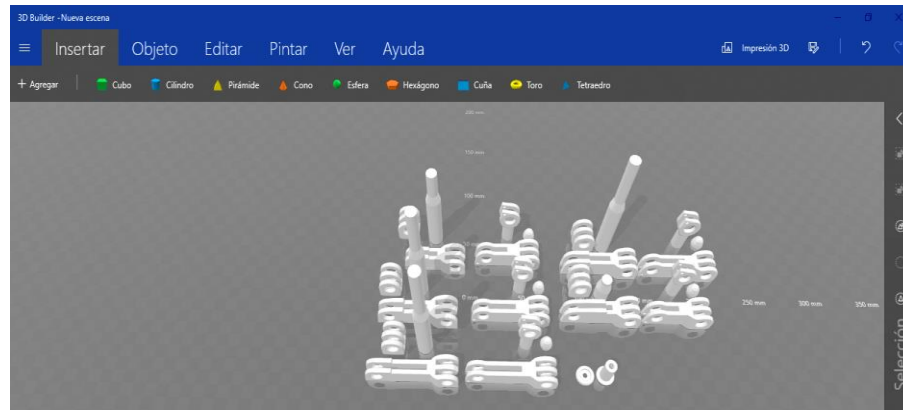 3D Builder - Nueva escena
Insertar Objeto Editar Pintar Ver Ayuda Impresión 3D
+ Agregar Cubo Cilindro Pirámide Cono Esfera Hexágono Cuña Toro Tetraedro
200 mm
150 mm
100 mm
0 mm 250 mm 300 mm 350 mm
Selección